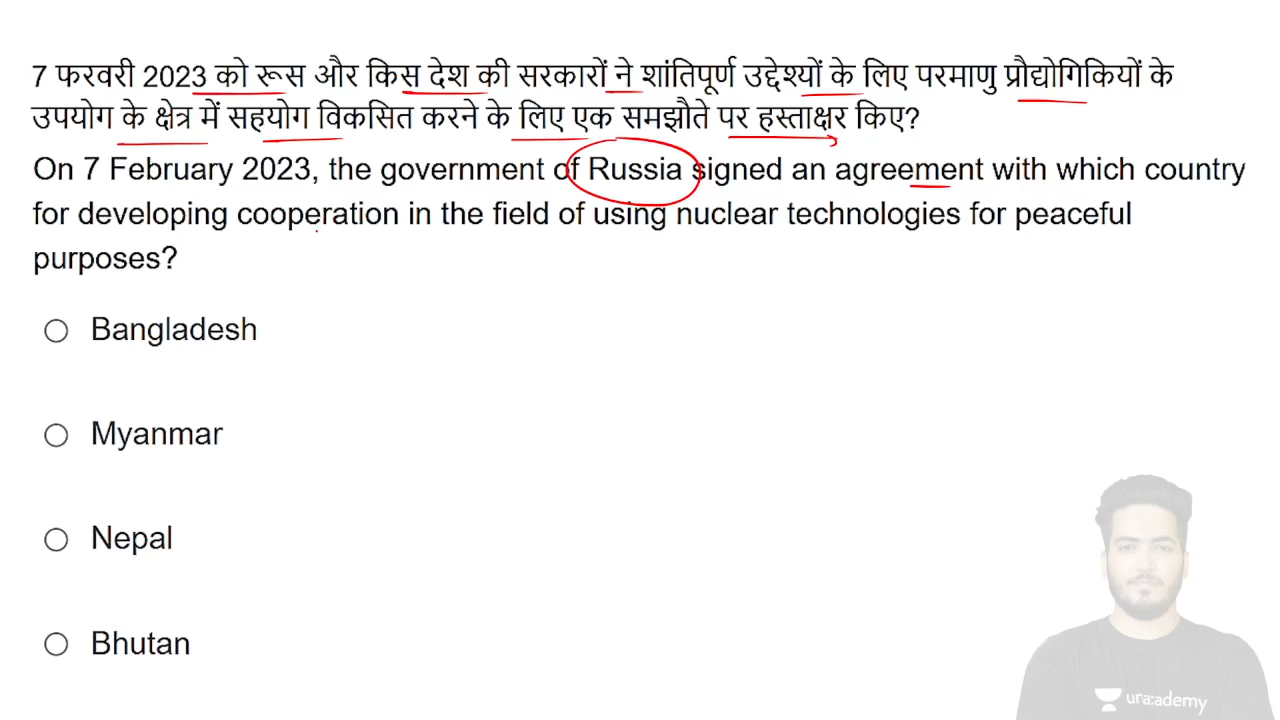 7 फरवरी 2023 को रूस और किस देश की सरकारों ने शांतिपूर्ण उद्देश्यों के लिए परमाणु प्रौद्योगिकियों के
उपयोग के क्षेत्र में सहयोग विकसित करने के लिए एक समझौते पर हस्ताक्षर किए?
On 7 February 2023, the government of Russia signed an agreement with which country
for developing cooperation in the field of using nuclear technologies for peaceful
purposes?
Bangladesh
Myanmar
Nepal
Bhutan
unacademy